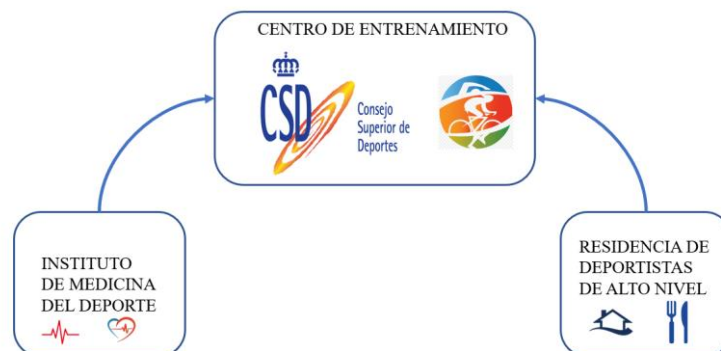 CENTRO DE ENTRENAMIENTO
CSD
Consejo
Superior de
Deportes
INSTITUTO
DE MEDICINA
DEL DEPORTE
RESIDENCIA DE
DEPORTISTAS
DE ALTO NIVEL